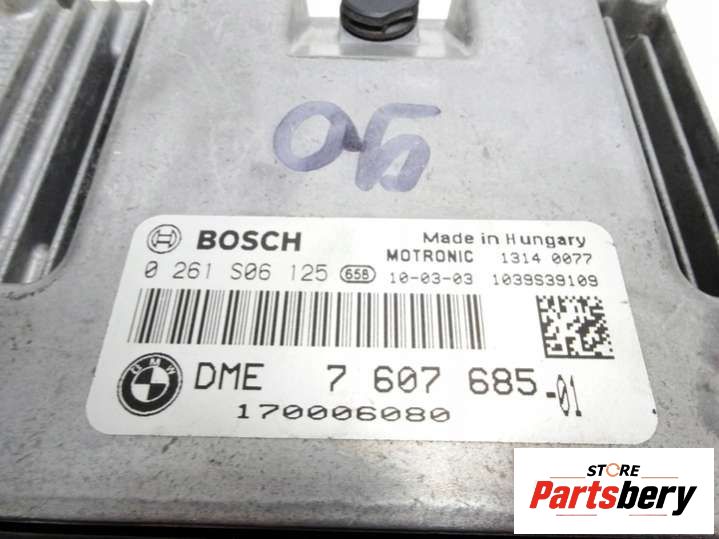 BOSCH
Made in Hungary
MOTRONIC 1314 0077
0 261 S06 125 658 10-03-03 1039S39109
BMW DME 7 607 685-01
170006080
STORE
Partsbery